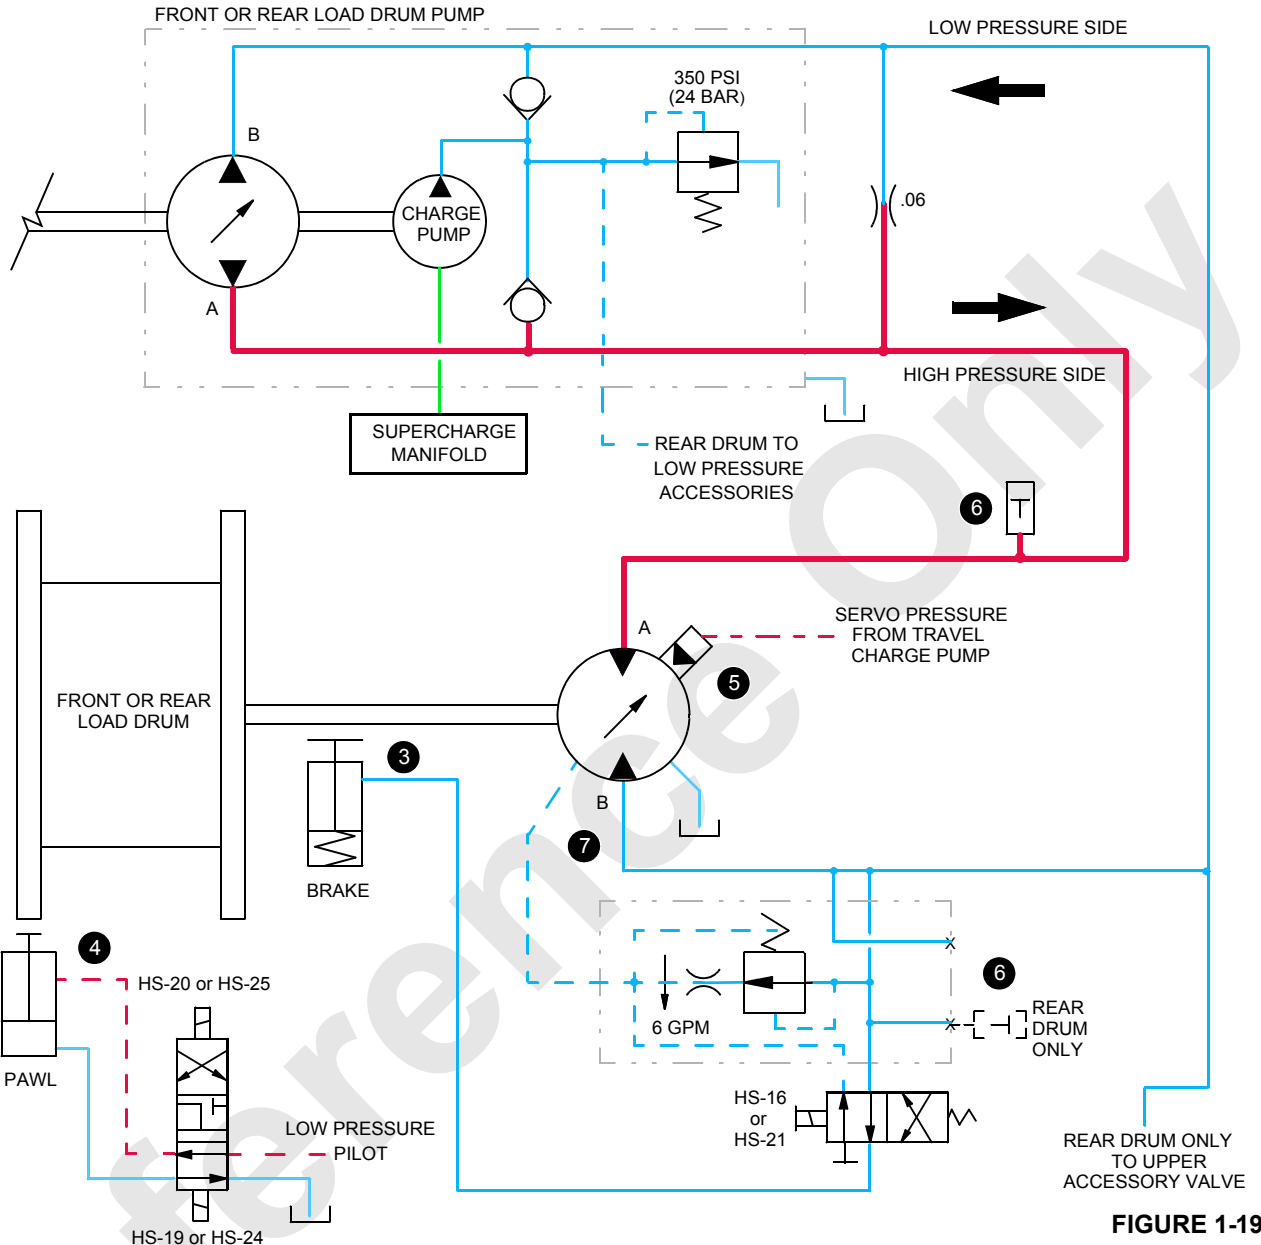 FRONT OR REAR LOAD DRUM PUMP
LOW PRESSURE SIDE
350 PSI
(24 BAR)
B
CHARGE
PUMP
.06
A
HIGH PRESSURE SIDE
SUPERCHARGE
MANIFOLD
REAR DRUM TO
LOW PRESSURE
ACCESSORIES
6
SERVO PRESSURE
FROM TRAVEL
CHARGE PUMP
A
5
FRONT OR REAR
LOAD DRUM
3
B
7
BRAKE
4
HS-20 or HS-25
6
REAR
DRUM
ONLY
6 GPM
PAWL
HS-16
or
HS-21
LOW PRESSURE
PILOT
REAR DRUM ONLY
TO UPPER
ACCESSORY VALVE
HS-19 or HS-24
FIGURE 1-19
ference Only